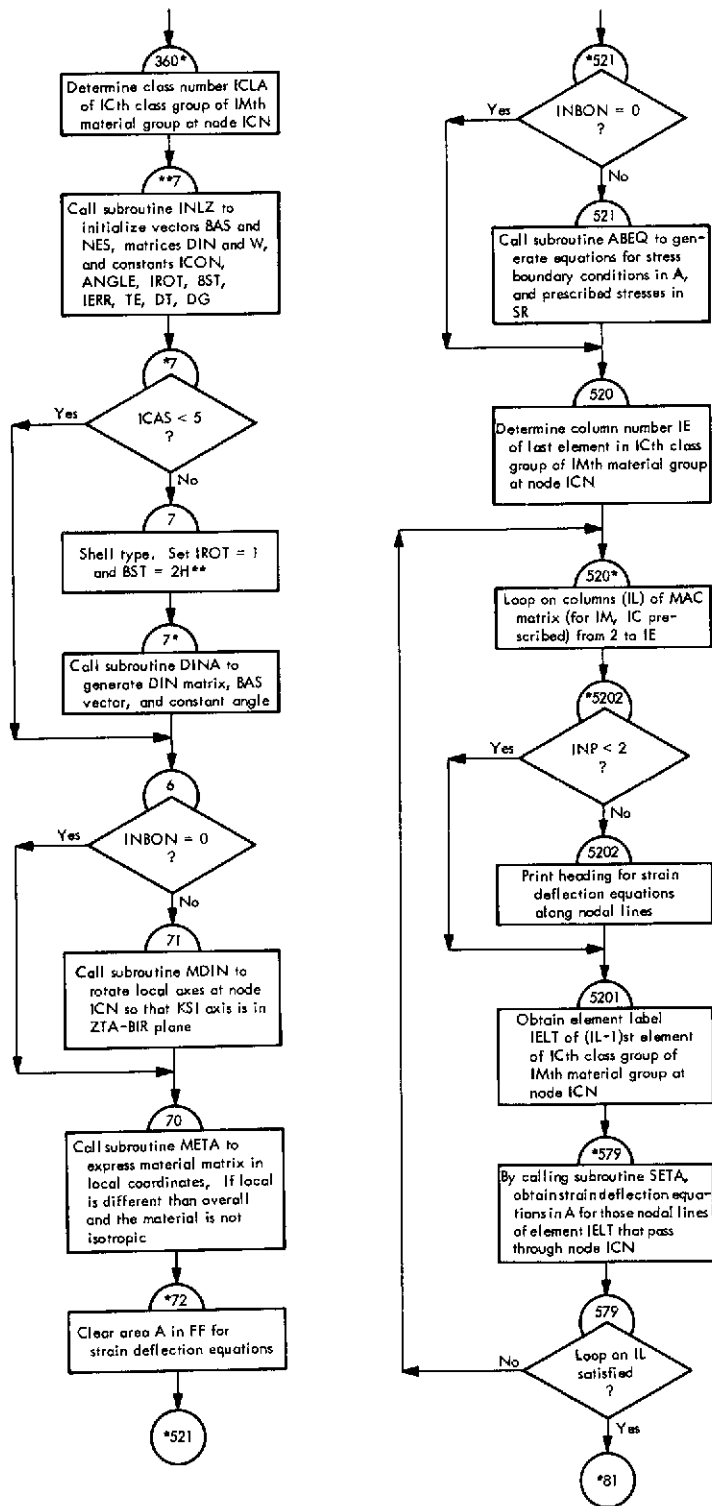 360*
Determine class number ICLA
of ICth class group of IMth
material group at node ICN
**7
Call subroutine INLZ to
initialize vectors BAS and
NES, matrices DIN and W,
and constants ICON,
ANGLE, IROT, BST,
IERR, TE, DT, DG
*7
Yes
ICAS < 5
?
No
7
Shell type. Set IROT = 1
and BST = 2H**
7*
Call subroutine DINA to
generate DIN matrix, BAS
vector, and constant angle
6
Yes
INBON = 0
?
No
71
Call subroutine MDIN to
rotate local axes at node
ICN so that KSI axis is in
ZTA-BIR plane
70
Call subroutine META to
express material matrix in
local coordinates, If local
is different than overall
and the material is not
isotropic
*72
Clear area A in FF for
strain deflection equations
*521
*521
Yes
INBON = 0
?
No
521
Call subroutine ABEQ to gen-
erate equations for stress
boundary conditions in A,
and prescribed stresses in
SR
520
Determine column number IE
of last element in ICth class
group of IMth material group
at node ICN
520*
Loop on columns (IL) of MAC
matrix (for IM, IC pre-
scribed) from 2 to IE
*5202
Yes
INP < 2
?
No
5202
Print heading for strain
deflection equations
along nodal lines
5201
Obtain element label
IELT of (IL-1)st element
of ICth class group of
IMth material group at
node ICN
*579
By calling subroutine SETA,
obtain strain deflection equa-
tions in A for those nodal lines
of element IELT that pass
through node ICN
579
No
Loop on IL
satisfied
?
Yes
*81